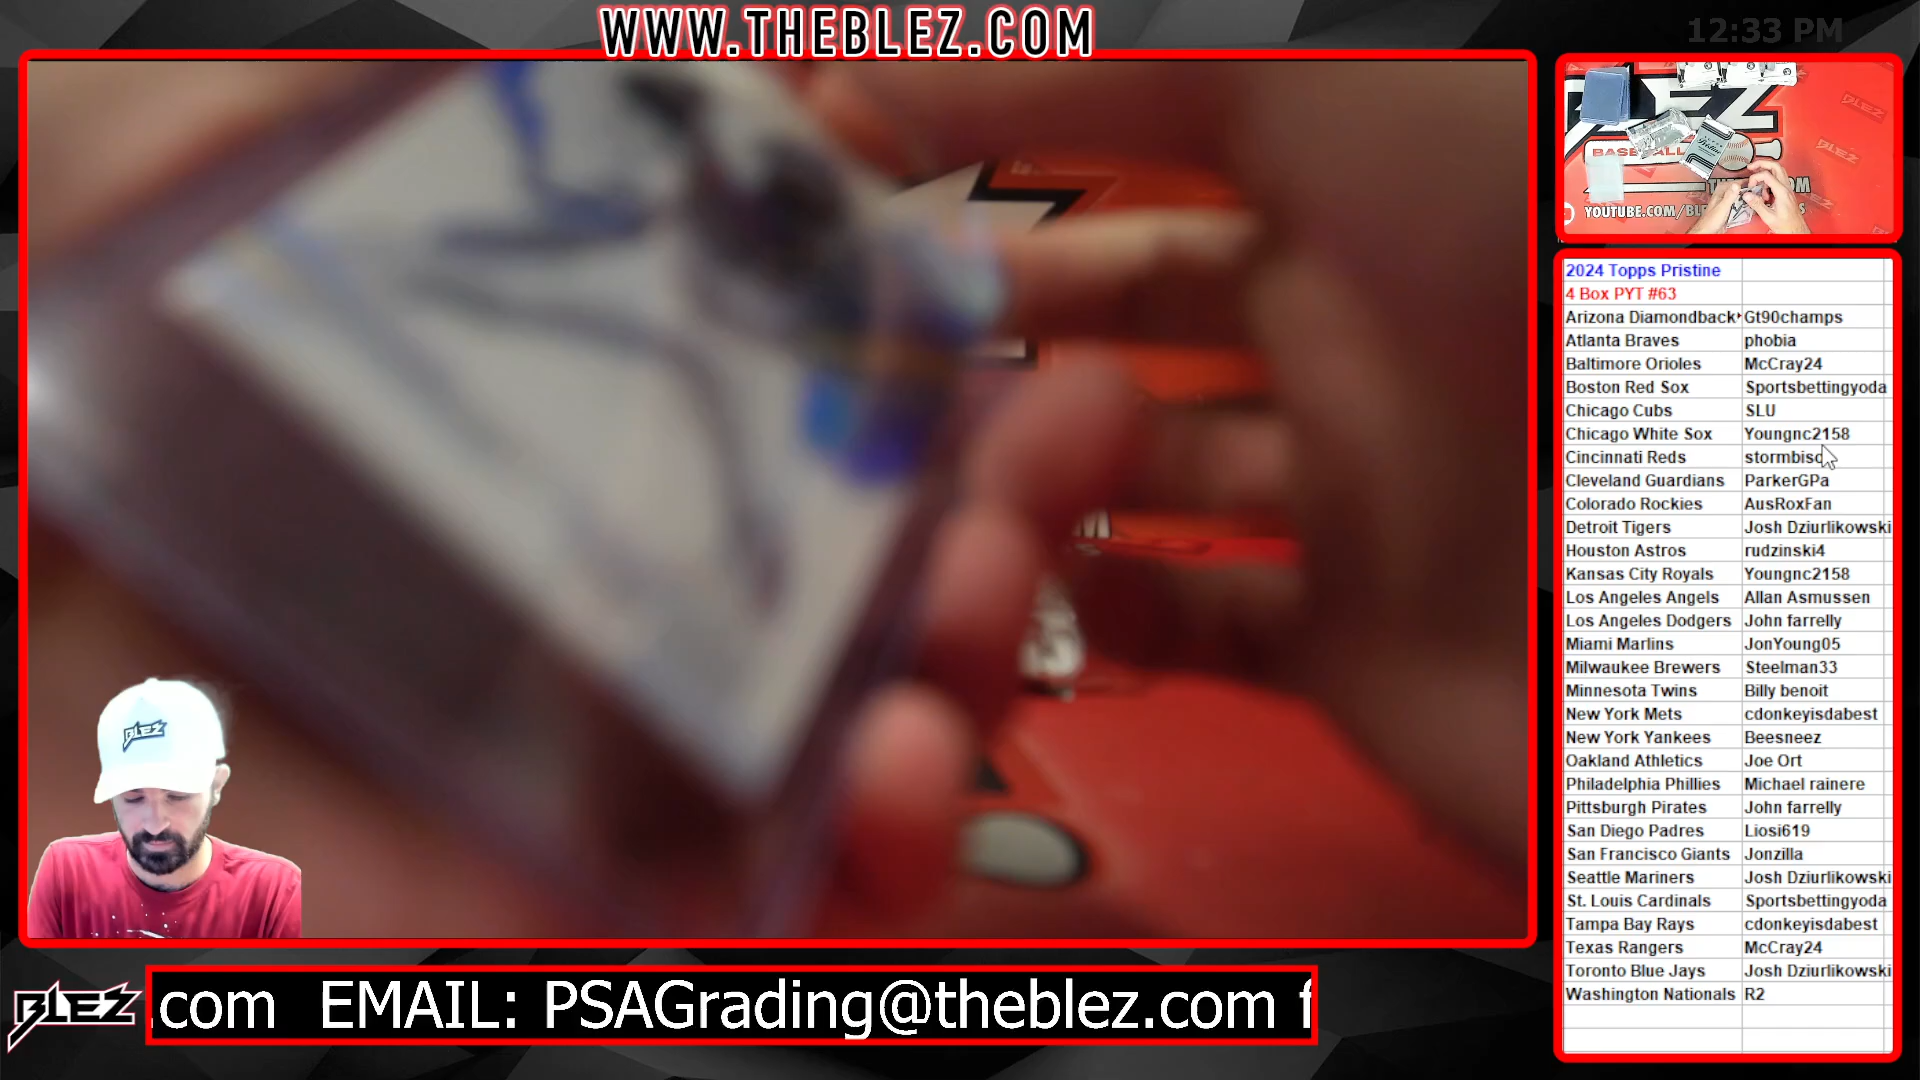 WWW.THEBLEZ.COM
12:33 PM
BLEZ
BASEBALL
YOUTUBE.COM/BLE
2024 Topps Pristine
4 Box PYT #63
Arizona Diamondback Gt90champs
Atlanta Braves phobia
Baltimore Orioles McCray24
Boston Red Sox Sportsbettingyoda
Chicago Cubs SLU
Chicago White Sox Youngnc2158
Cincinnati Reds stormbisc
Cleveland Guardians ParkerGPa
Colorado Rockies AusRoxFan
Detroit Tigers Josh Dziurlikowski
Houston Astros rudzinski4
Kansas City Royals Youngnc2158
Los Angeles Angels Allan Asmussen
Los Angeles Dodgers John farrelly
Miami Marlins JonYoung05
Milwaukee Brewers Steelman33
Minnesota Twins Billy benoit
New York Mets cdonkeyisdabest
New York Yankees Beesneez
Oakland Athletics Joe Ort
Philadelphia Phillies Michael rainere
Pittsburgh Pirates John farrelly
San Diego Padres Liosi619
San Francisco Giants Jonzilla
Seattle Mariners Josh Dziurlikowski
St. Louis Cardinals Sportsbettingyoda
Tampa Bay Rays cdonkeyisdabest
Texas Rangers McCray24
Toronto Blue Jays Josh Dziurlikowski
Washington Nationals R2
BLEZ
BLEZ .com EMAIL: PSAGrading@theblez.com f